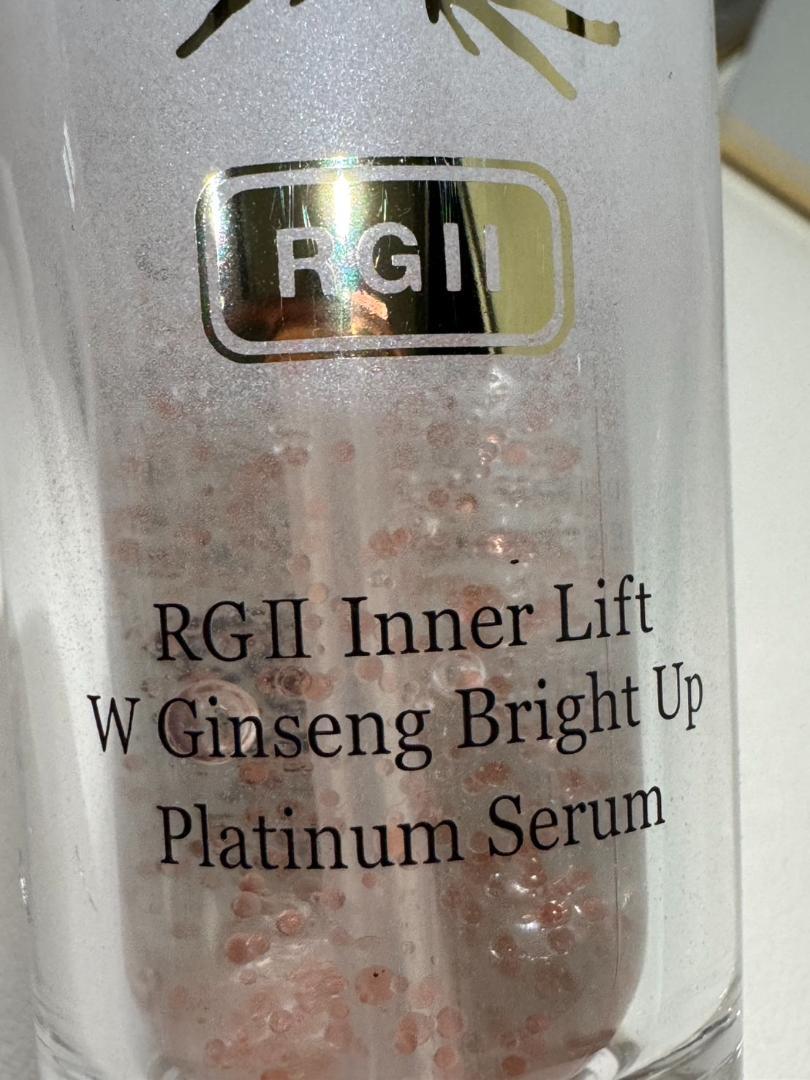 RGII
RGⅡ Inner Lift
W Ginseng Bright Up
Platinum Serum